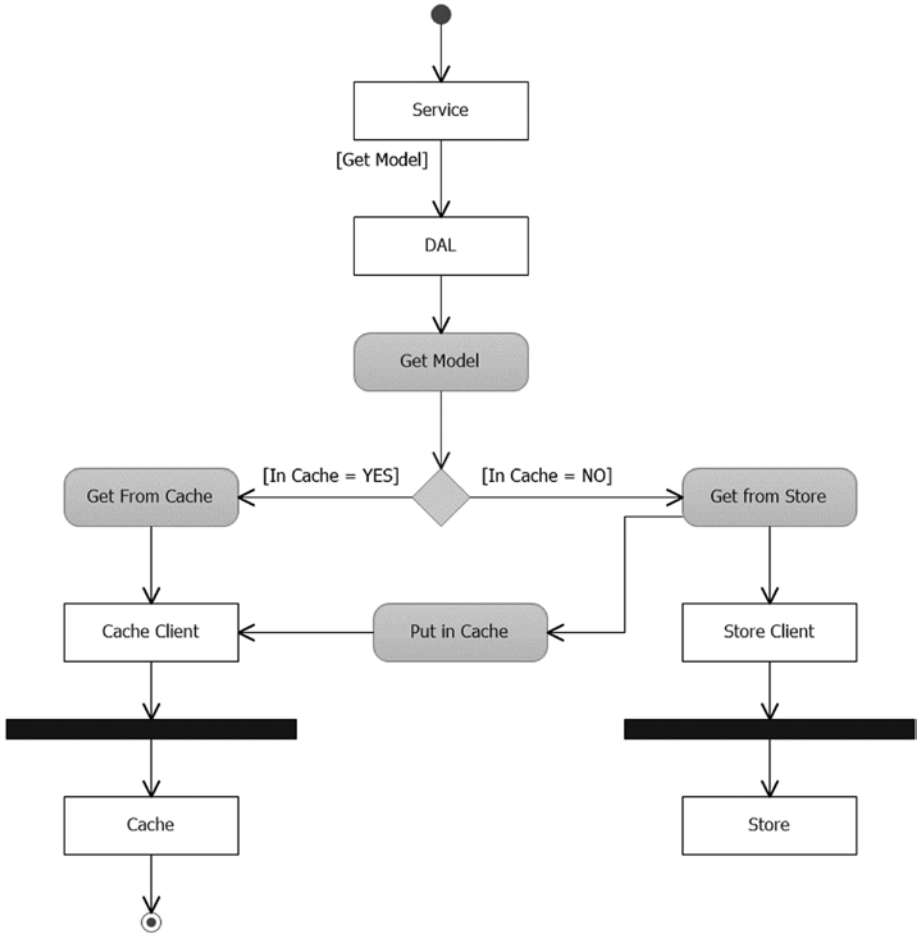 Service
[Get Model]
DAL
Get Model
[In Cache = YES]
[In Cache = NO]
Get From Cache
Get from Store
Cache Client
Put in Cache
Store Client
Cache
Store